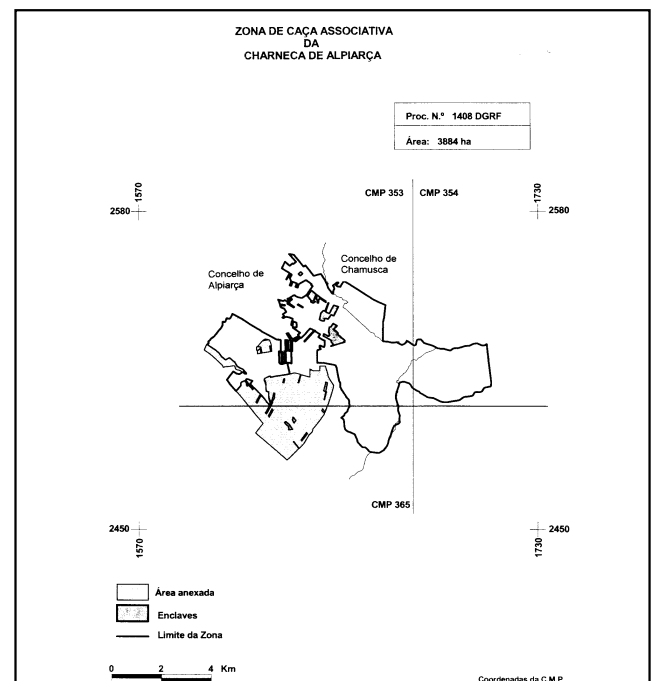 ZONA DE CAÇA ASSOCIATIVA
DA
CHARNECA DE ALPIARÇA
Proc. N.º 1408 DGRF
Área: 3884 ha
1570
CMP 353 CMP 354
1730
2580
2580
Concelho de
Alpiarça
Concelho de
Chamusca
CMP 365
2450
2450
1570
1730
Área anexada
Enclaves
Limite da Zona
0 2 4 Km
Coordenadas da C.M.P.